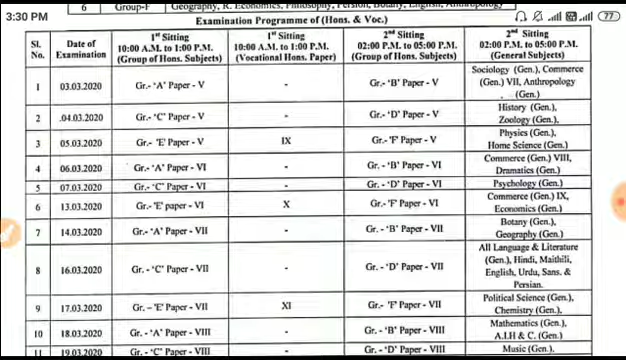 3:30 PM 77
6 Group-F Geography, R. Economics, Philosophy, Persian, Botany, English, Anthropology
Examination Programme of (Hons. & Voc.)
Sl. No. Date of Examination 1st Sitting 10:00 A.M. to 1:00 P.M. (Group of Hons. Subjects) 1st Sitting 10:00 A.M. to 1:00 P.M. (Vocational Hons. Paper) 2nd Sitting 02:00 P.M. to 05:00 P.M. (Group of Hons. Subjects) 2nd Sitting 02:00 P.M. to 05:00 P.M. (General Subjects)
1 03.03.2020 Gr.- 'A' Paper - V - Gr.- 'B' Paper - V Sociology (Gen.), Commerce (Gen.) VII, Anthropology (Gen.)
2 .04.03.2020 Gr.- 'C' Paper - V - Gr.- 'D' Paper - V History (Gen.), Zoology (Gen.),
3 05.03.2020 Gr.- 'E' Paper - V IX Gr.- 'F' Paper - V Physics (Gen.), Home Science (Gen.)
4 06.03.2020 Gr.- 'A' Paper - VI - Gr. - 'B' Paper - VI Commerce (Gen.) VIII, Dramatics (Gen.)
5 07.03.2020 Gr.- 'C' Paper - VI - Gr. - 'D' Paper - VI Psychology (Gen.)
6 13.03.2020 Gr.- 'E' paper - VI X Gr.- 'F' Paper - VI Commerce (Gen.) IX, Economics (Gen.)
7 14.03.2020 Gr.- 'A' Paper - VII - Gr. - 'B' Paper - VII Botany (Gen.), Geography (Gen.)
8 16.03.2020 Gr. - 'C' Paper - VII - Gr. - 'D' Paper - VII All Language & Literature (Gen.), Hindi, Maithili, English, Urdu, Sans. & Persian.
9 17.03.2020 Gr. – 'E' Paper - VII XI Gr.- 'F' Paper - VII Political Science (Gen.), Chemistry (Gen.),
10 18.03.2020 Gr. - 'A' Paper - VIII - Gr. - 'B' Paper - VIII Mathematics (Gen.), A.I.H & C. (Gen.)
11 19.03.2020 Gr. - 'C' Paper - VIII - Gr. - 'D' Paper - VIII Music (Gen.),